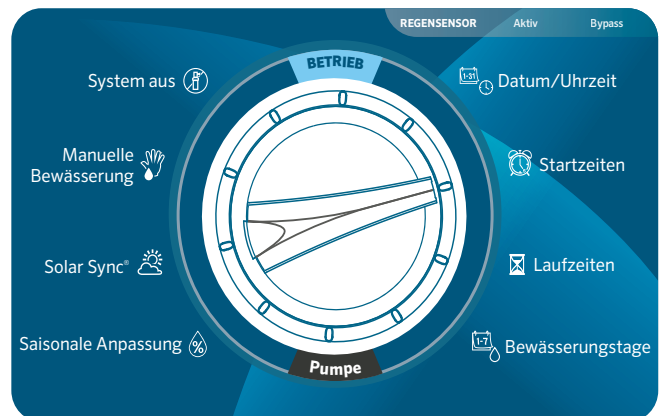 REGENSENSOR Aktiv Bypass
BETRIEB
System aus
Datum/Uhrzeit
1-31
Manuelle
Bewässerung
Startzeiten
Solar Sync®
Laufzeiten
Saisonale Anpassung %
1-7
Bewässerungstage
Pumpe